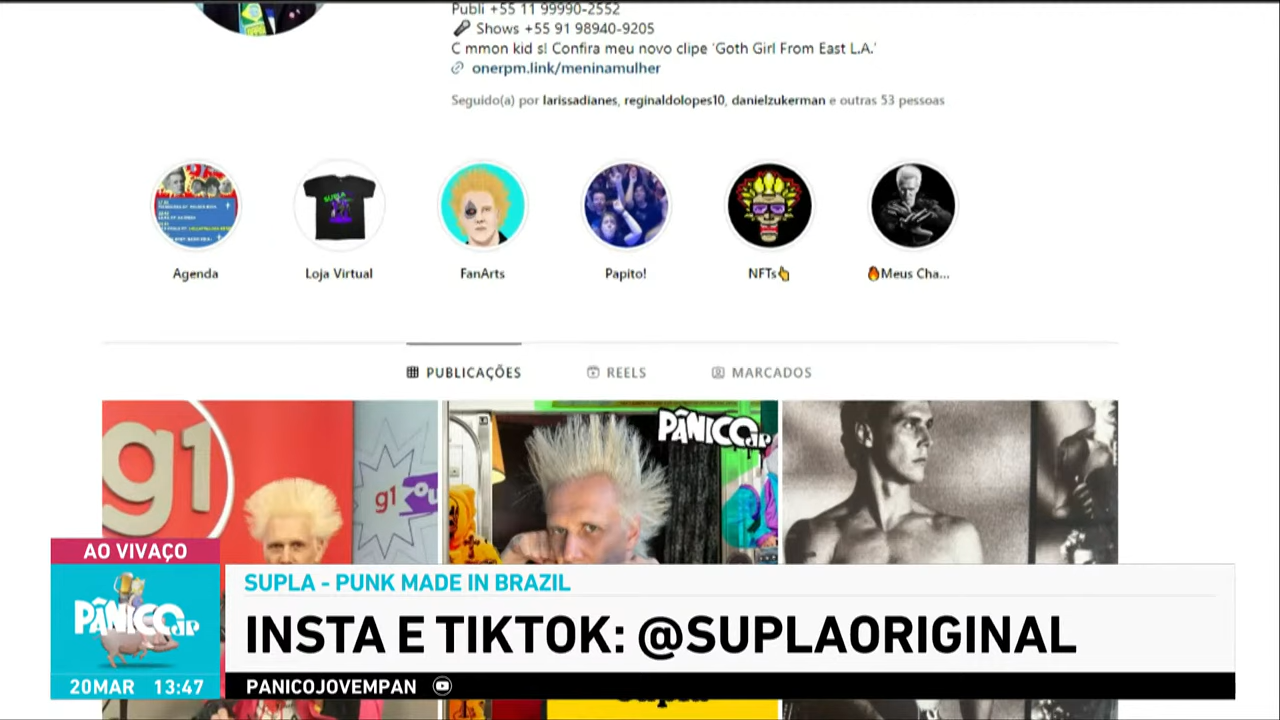 Publi +55 11 99990-2552
Shows +55 91 98940-9205
C mmon kid s! Confira meu novo clipe 'Goth Girl From East L.A.'
onerpm.link/meninamulher
Seguido(a) por larissadianes, reginaldolopes10, danielzukerman e outras 53 pessoas
Agenda
Loja Virtual
FanArts
Papito!
NFTs
Meus Cha...
PUBLICAÇÕES
REELS
MARCADOS
g1
g1
PÂNICO JP
AO VIVAÇO
PÂNICO JP
20MAR 13:47
SUPLA - PUNK MADE IN BRAZIL
INSTA E TIKTOK: @SUPLAORIGINAL
PANICOJOVEMPAN